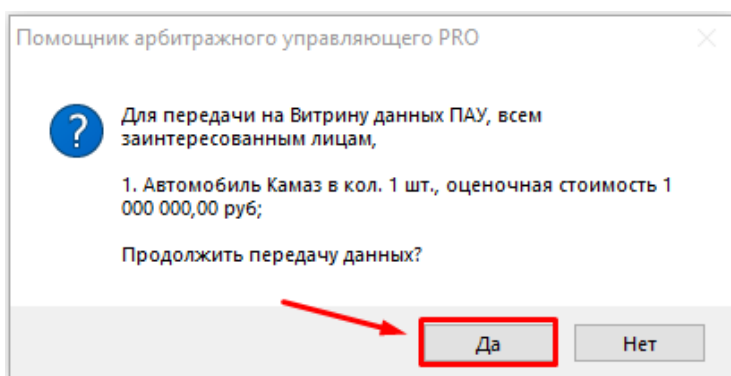 Помощник арбитражного управляющего PRO
?
Для передачи на Витрину данных ПАУ, всем
заинтересованным лицам,
1. Автомобиль Камаз в кол. 1 шт., оценочная стоимость 1
000 000,00 руб;
Продолжить передачу данных?
Да
Нет